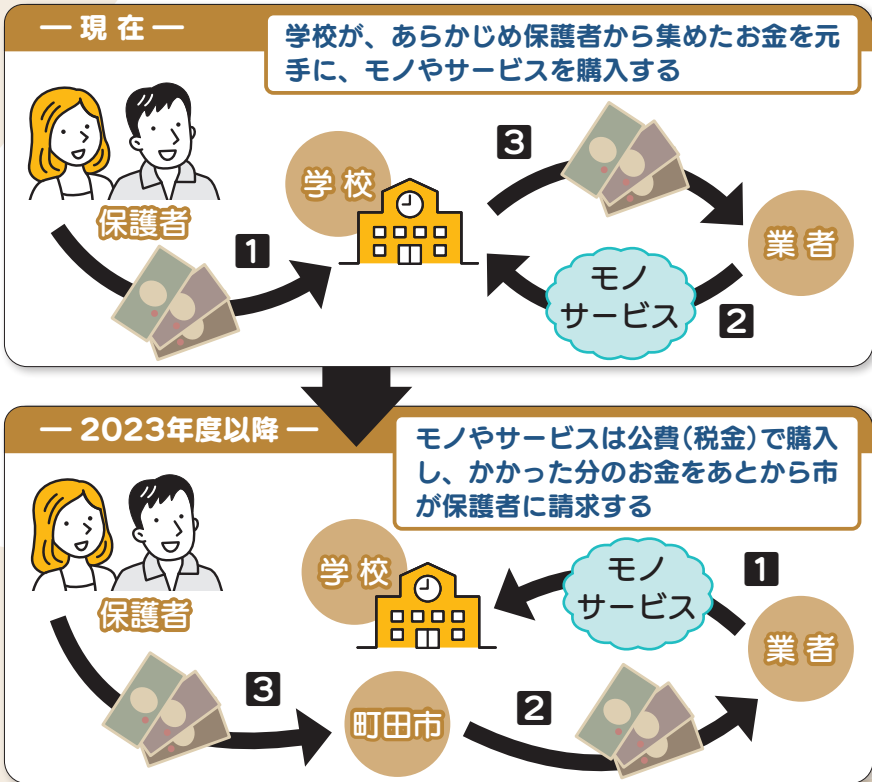 ― 現 在 ―
学校が、あらかじめ保護者から集めたお金を元
手に、モノやサービスを購入する
保護者
1
学 校
3
業 者
モノ
サービス
2
― 2023年度以降 ―
モノやサービスは公費(税金)で購入
し、かかった分のお金をあとから市
が保護者に請求する
保護者
学 校
モノ
サービス
1
業 者
3
町田市
2